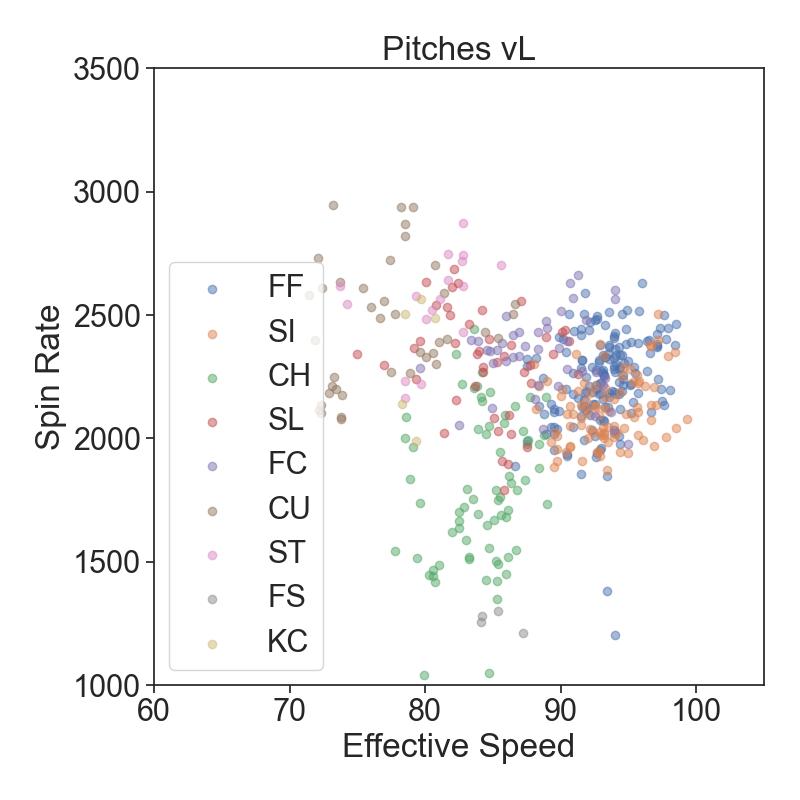 Pitches vL
3500
3000
2500
2000
1500
1000
Spin Rate
FF
SI
CH
SL
FC
CU
ST
FS
KC
60 70 80 90 100
Effective Speed